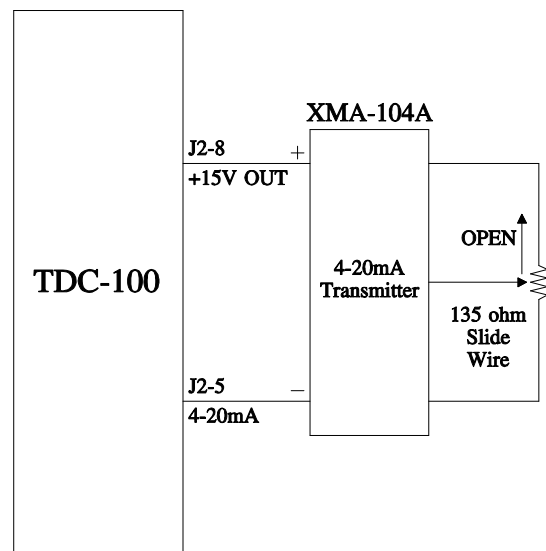 XMA-104A
J2-8
+
+15V OUT
OPEN
TDC-100
4-20mA
Transmitter
135 ohm
Slide
Wire
J2-5
−
4-20mA